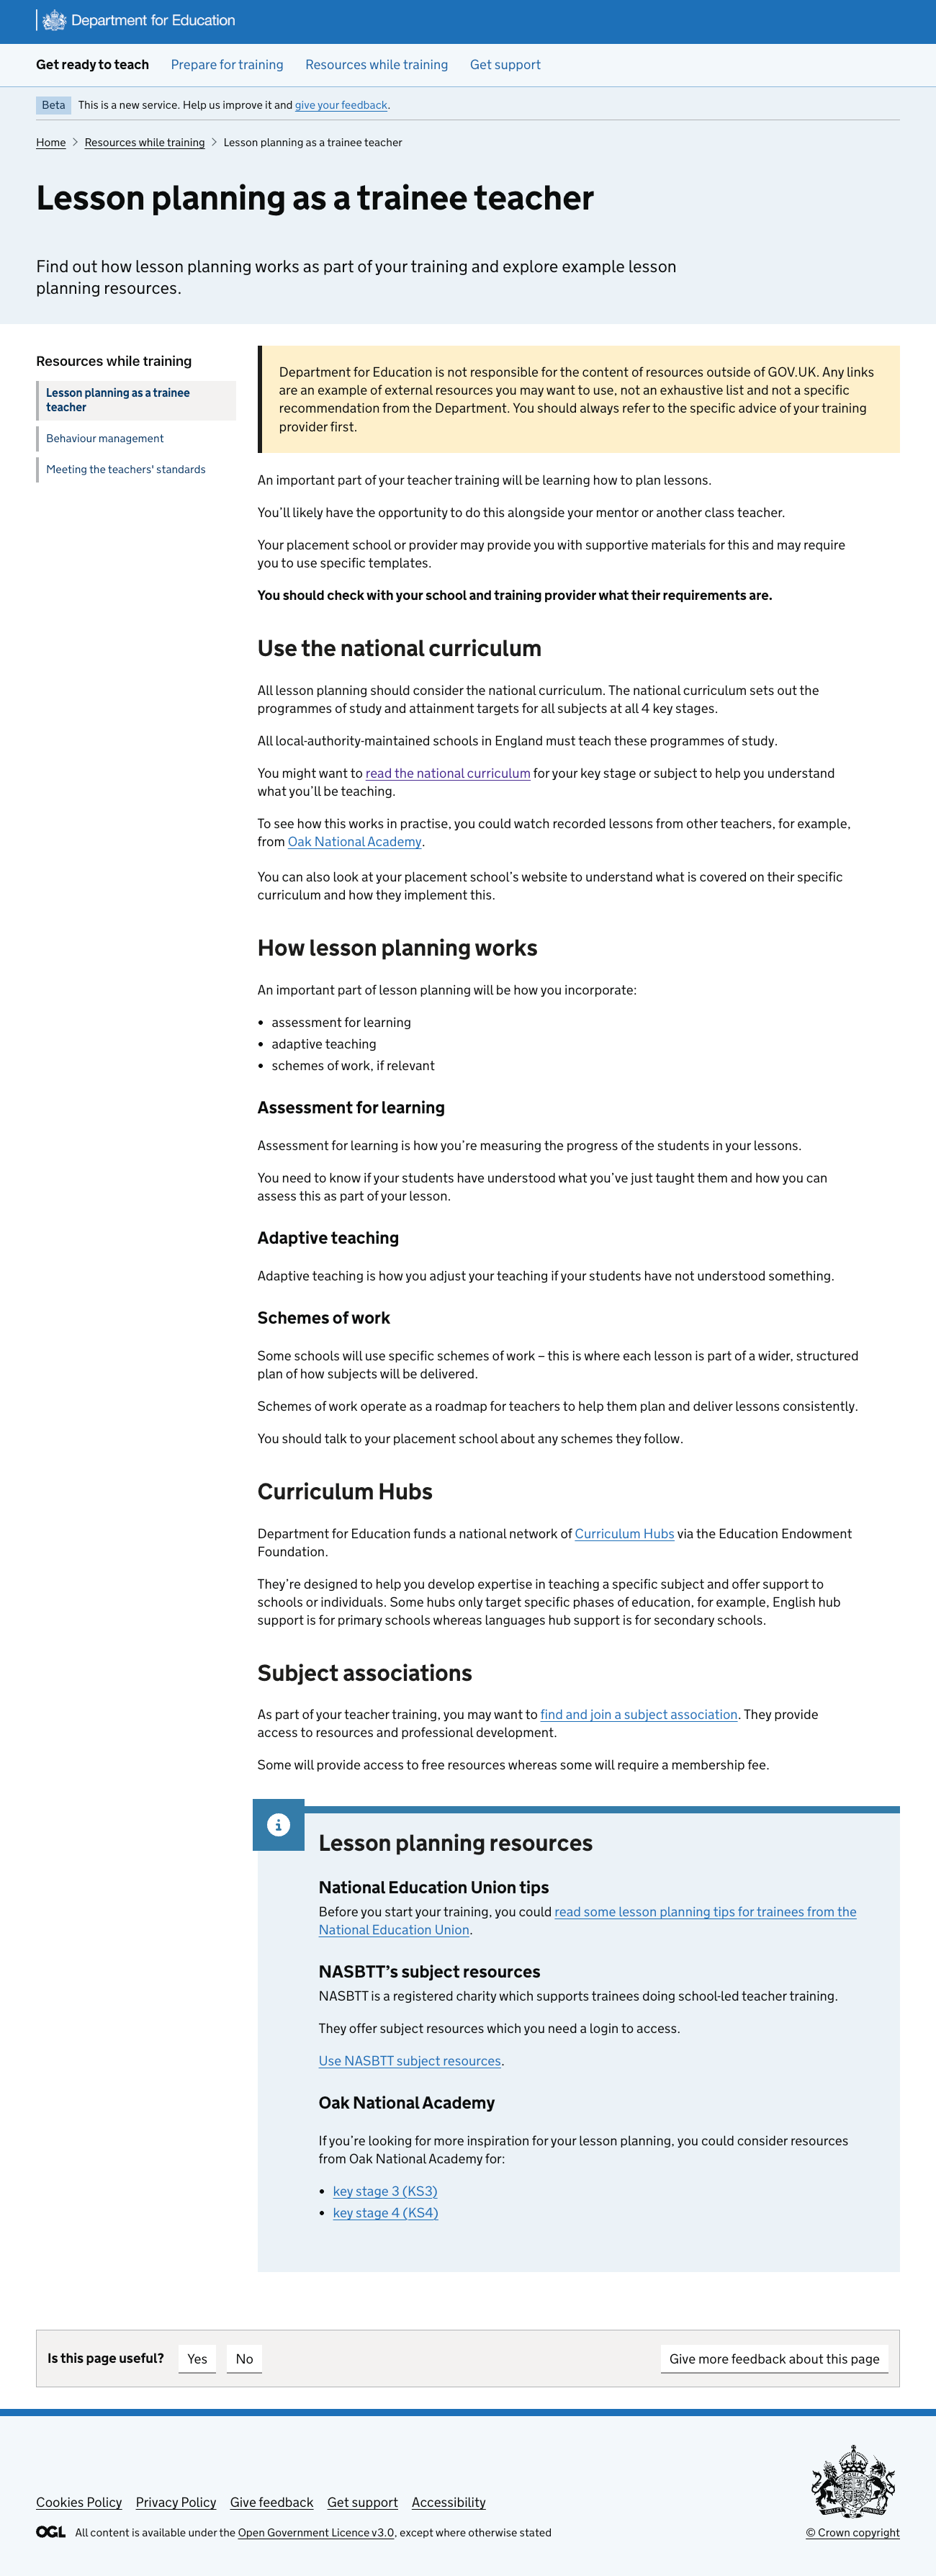 Department for Education
Get ready to teach
Prepare for training
Resources while training
Get support
Beta
This is a new service. Help us improve it and give your feedback.
Home
Resources while training
Lesson planning as a trainee teacher
Lesson planning as a trainee teacher
Find out how lesson planning works as part of your training and explore example lesson
planning resources.
Resources while training
Lesson planning as a trainee
teacher
Behaviour management
Meeting the teachers' standards
Department for Education is not responsible for the content of resources outside of GOV.UK. Any links
are an example of external resources you may want to use, not an exhaustive list and not a specific
recommendation from the Department. You should always refer to the specific advice of your training
provider first.
An important part of your teacher training will be learning how to plan lessons.
You’ll likely have the opportunity to do this alongside your mentor or another class teacher.
Your placement school or provider may provide you with supportive materials for this and may require
you to use specific templates.
You should check with your school and training provider what their requirements are.
Use the national curriculum
All lesson planning should consider the national curriculum. The national curriculum sets out the
programmes of study and attainment targets for all subjects at all 4 key stages.
All local-authority-maintained schools in England must teach these programmes of study.
You might want to read the national curriculum for your key stage or subject to help you understand
what you’ll be teaching.
To see how this works in practise, you could watch recorded lessons from other teachers, for example,
from Oak National Academy.
You can also look at your placement school’s website to understand what is covered on their specific
curriculum and how they implement this.
How lesson planning works
An important part of lesson planning will be how you incorporate:
• assessment for learning
• adaptive teaching
• schemes of work, if relevant
Assessment for learning
Assessment for learning is how you’re measuring the progress of the students in your lessons.
You need to know if your students have understood what you’ve just taught them and how you can
assess this as part of your lesson.
Adaptive teaching
Adaptive teaching is how you adjust your teaching if your students have not understood something.
Schemes of work
Some schools will use specific schemes of work – this is where each lesson is part of a wider, structured
plan of how subjects will be delivered.
Schemes of work operate as a roadmap for teachers to help them plan and deliver lessons consistently.
You should talk to your placement school about any schemes they follow.
Curriculum Hubs
Department for Education funds a national network of Curriculum Hubs via the Education Endowment
Foundation.
They’re designed to help you develop expertise in teaching a specific subject and offer support to
schools or individuals. Some hubs only target specific phases of education, for example, English hub
support is for primary schools whereas languages hub support is for secondary schools.
Subject associations
As part of your teacher training, you may want to find and join a subject association. They provide
access to resources and professional development.
Some will provide access to free resources whereas some will require a membership fee.
Lesson planning resources
National Education Union tips
Before you start your training, you could read some lesson planning tips for trainees from the
National Education Union.
NASBTT’s subject resources
NASBTT is a registered charity which supports trainees doing school-led teacher training.
They offer subject resources which you need a login to access.
Use NASBTT subject resources.
Oak National Academy
If you’re looking for more inspiration for your lesson planning, you could consider resources
from Oak National Academy for:
• key stage 3 (KS3)
• key stage 4 (KS4)
Is this page useful?
Yes
No
Give more feedback about this page
Cookies Policy
Privacy Policy
Give feedback
Get support
Accessibility
OGL
All content is available under the Open Government Licence v3.0, except where otherwise stated
© Crown copyright